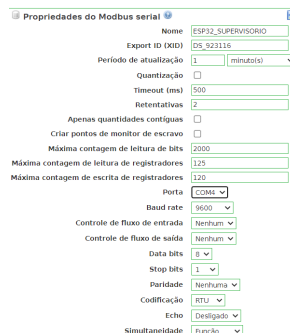 Propriedades do Modbus serial
Nome ESP32_SUPERVISORIO
Export ID (XID) DS_923116
Período de atualização 1 minuto(s)
Quantização
Timeout (ms) 500
Retentativas 2
Apenas quantidades contíguas
Criar pontos de monitor de escravo
Máxima contagem de leitura de bits 2000
Máxima contagem de leitura de registradores 125
Máxima contagem de escrita de registradores 120
Porta COM4
Baud rate 9600
Controle de fluxo de entrada Nenhum
Controle de fluxo de saída Nenhum
Data bits 8
Stop bits 1
Paridade Nenhuma
Codificação RTU
Echo Desligado
Simultaneidade Função